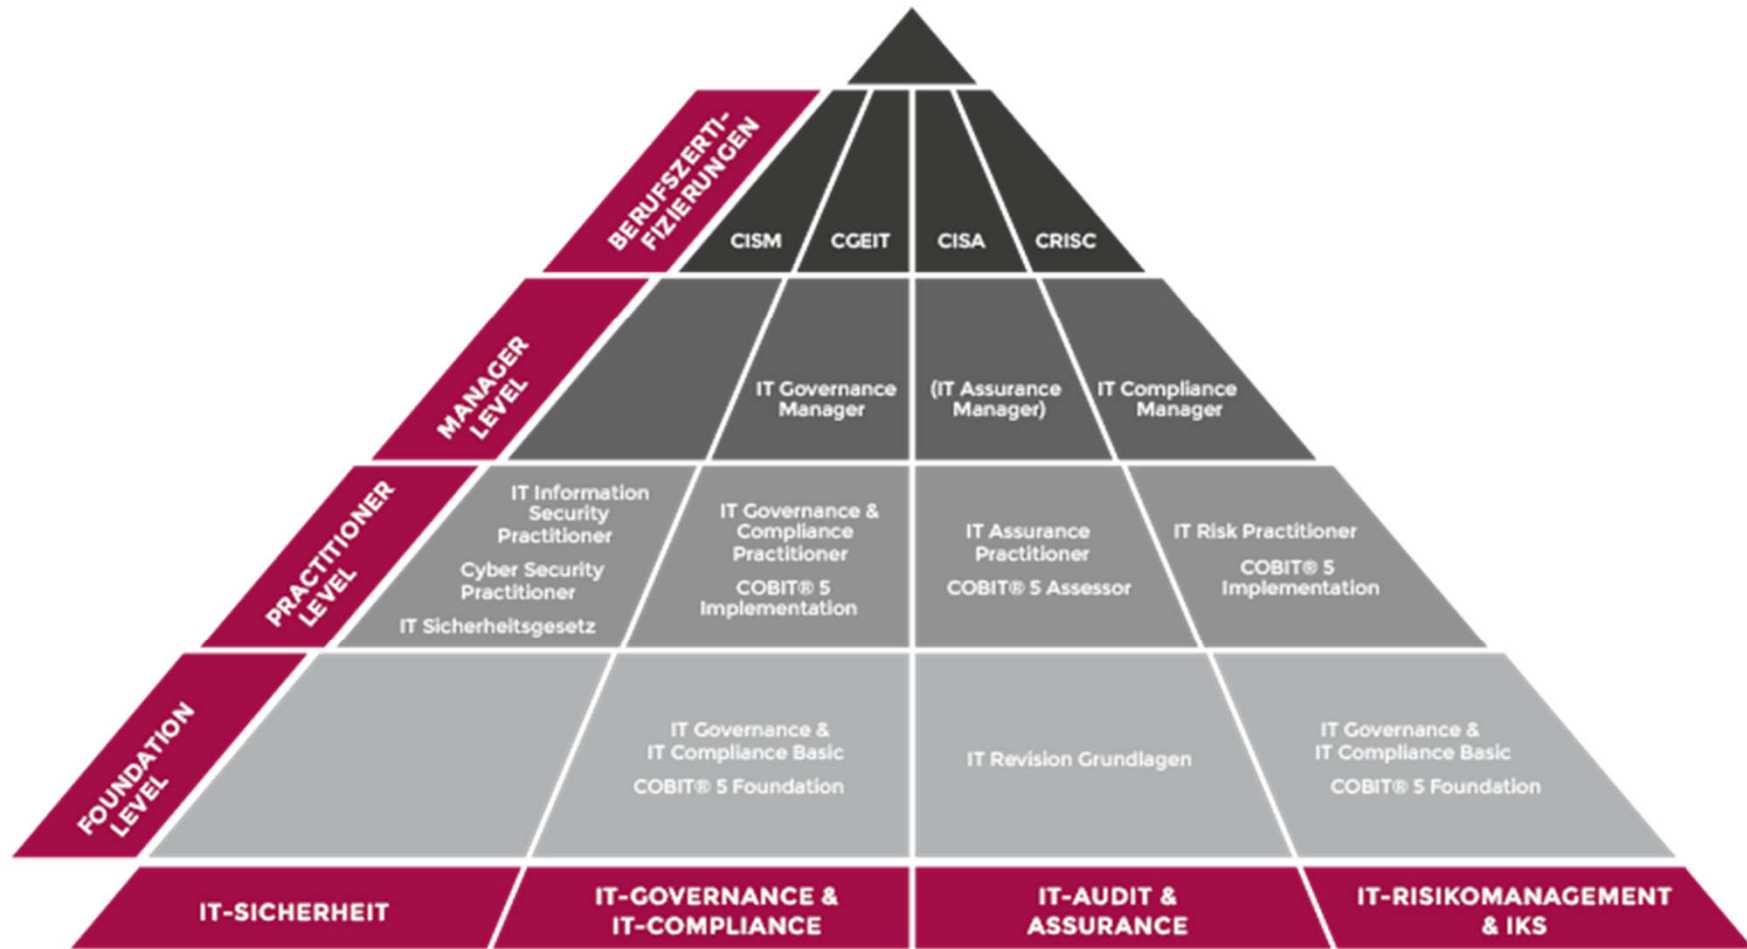 BERUFSZERTI-
FIZIERUNGEN
CISM
CGEIT
CISA
CRISC
MANAGER
LEVEL
IT Governance
Manager
(IT Assurance
Manager)
IT Compliance
Manager
PRACTITIONER
LEVEL
IT Information
Security
Practitioner
Cyber Security
Practitioner
IT Sicherheitsgesetz
IT Governance &
Compliance
Practitioner
COBIT® 5
Implementation
IT Assurance
Practitioner
COBIT® 5 Assessor
IT Risk Practitioner
COBIT® 5
Implementation
FOUNDATION
LEVEL
IT Governance &
IT Compliance Basic
COBIT® 5 Foundation
IT Revision Grundlagen
IT Governance &
IT Compliance Basic
COBIT® 5 Foundation
IT-SICHERHEIT
IT-GOVERNANCE &
IT-COMPLIANCE
IT-AUDIT &
ASSURANCE
IT-RISIKOMANAGEMENT
& IKS